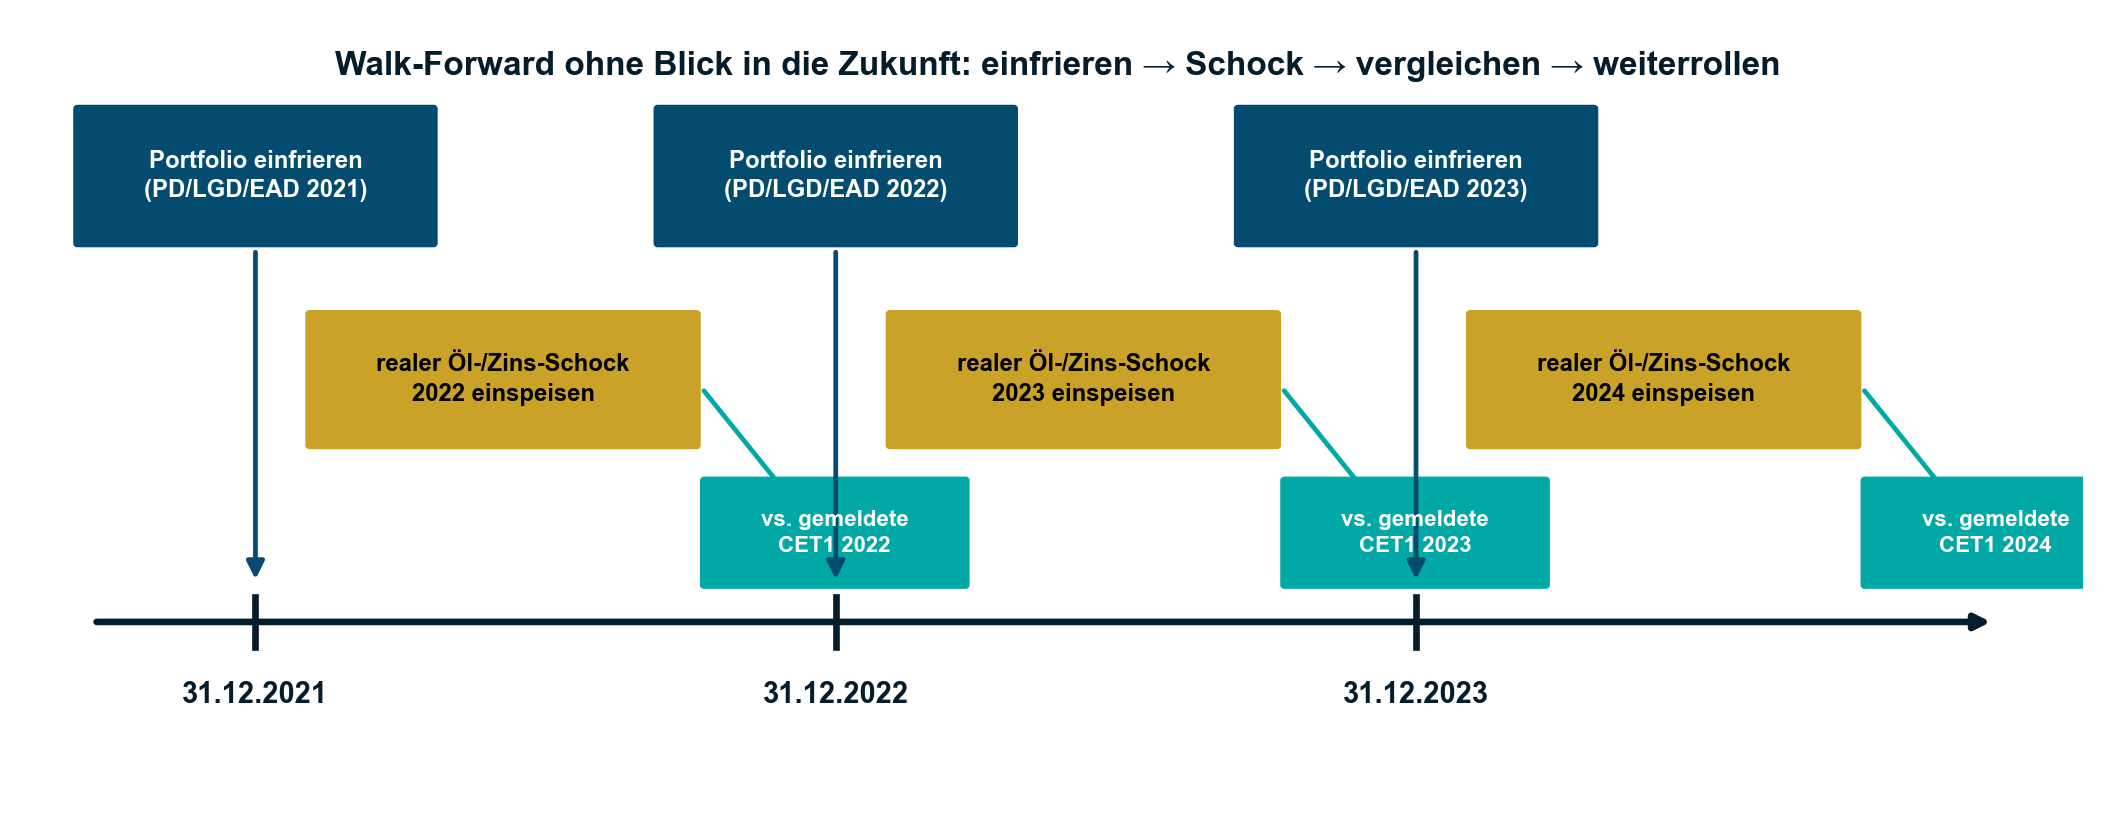 Walk-Forward ohne Blick in die Zukunft: einfrieren → Schock → vergleichen → weiterrollen
Portfolio einfrieren
(PD/LGD/EAD 2021)
Portfolio einfrieren
(PD/LGD/EAD 2022)
Portfolio einfrieren
(PD/LGD/EAD 2023)
realer Öl-/Zins-Schock
2022 einspeisen
realer Öl-/Zins-Schock
2023 einspeisen
realer Öl-/Zins-Schock
2024 einspeisen
vs. gemeldete
CET1 2022
vs. gemeldete
CET1 2023
vs. gemeldete
CET1 2024
31.12.2021
31.12.2022
31.12.2023